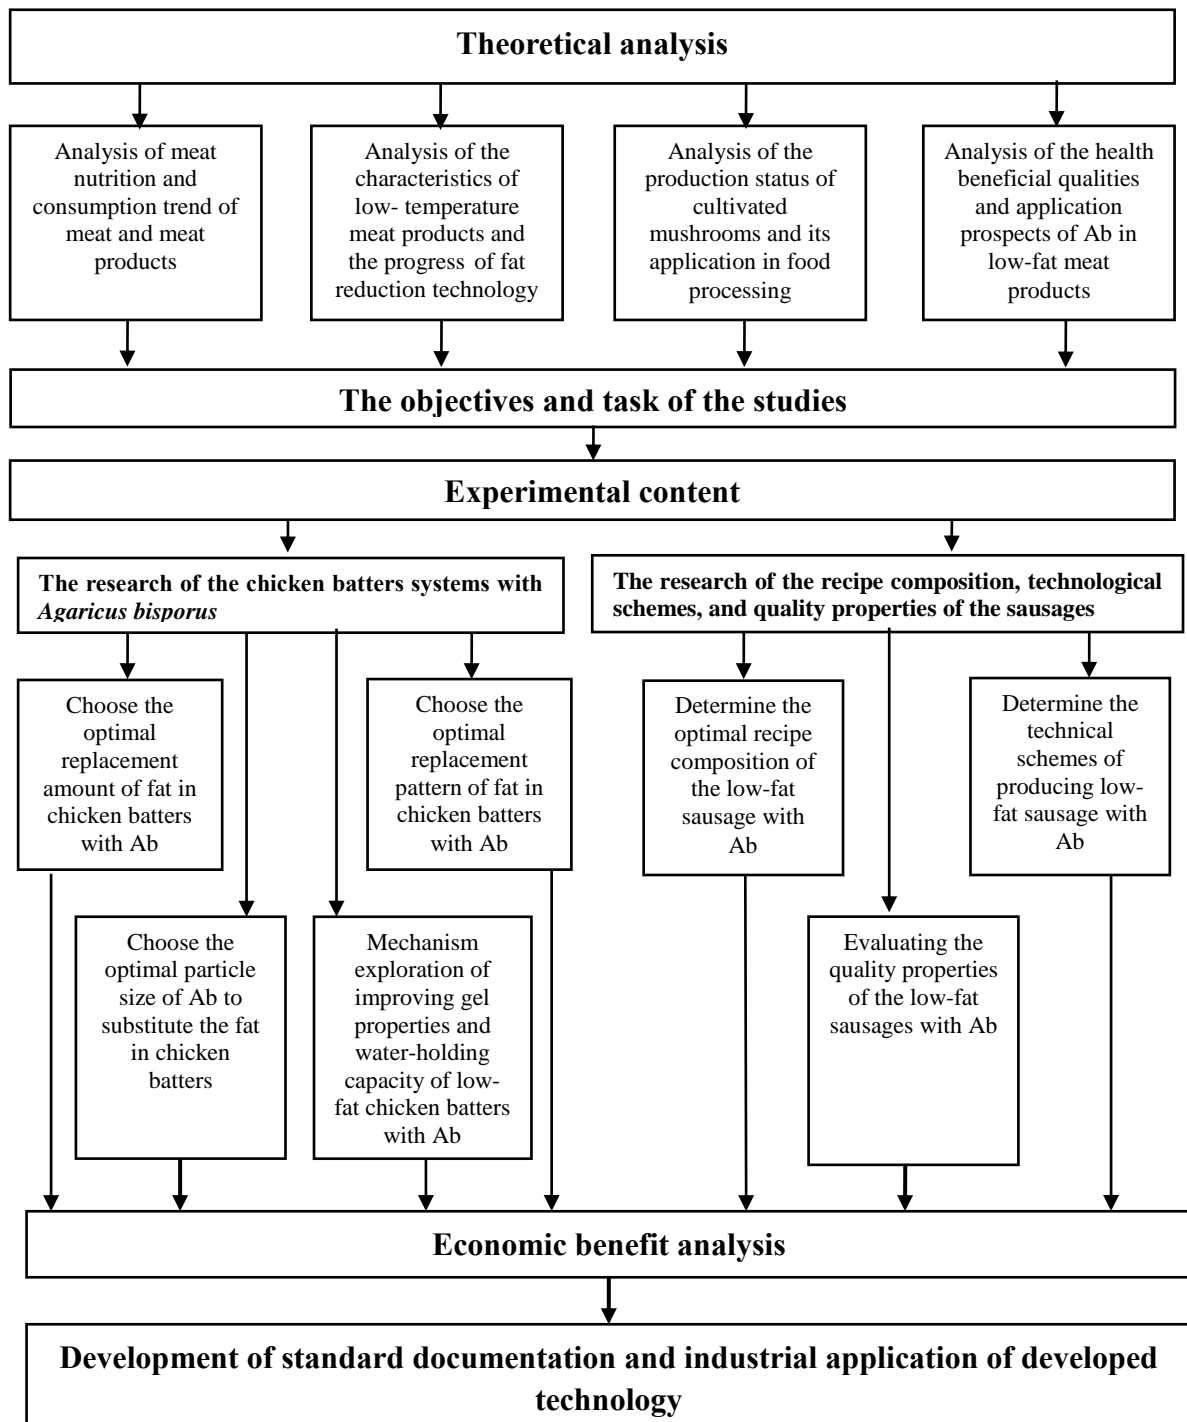 Theoretical analysis
Analysis of meat
nutrition and
consumption trend of
meat and meat
products
Analysis of the
characteristics of
low- temperature
meat products and
the progress of fat
reduction technology
Analysis of the
production status of
cultivated
mushrooms and its
application in food
processing
Analysis of the health
beneficial qualities
and application
prospects of Ab in
low-fat meat
products
The objectives and task of the studies
Experimental content
The research of the chicken batters systems with
Agaricus bisporus
The research of the recipe composition, technological
schemes, and quality properties of the sausages
Choose the
optimal
replacement
amount of fat in
chicken batters
with Ab
Choose the
optimal
replacement
pattern of fat in
chicken batters
with Ab
Determine the
optimal recipe
composition of
the low-fat
sausage with
Ab
Determine the
technical
schemes of
producing low-
fat sausage with
Ab
Choose the
optimal particle
size of Ab to
substitute the fat
in chicken
batters
Mechanism
exploration of
improving gel
properties and
water-holding
capacity of low-
fat chicken batters
with Ab
Evaluating the
quality properties
of the low-fat
sausages with Ab
Economic benefit analysis
Development of standard documentation and industrial application of developed
technology